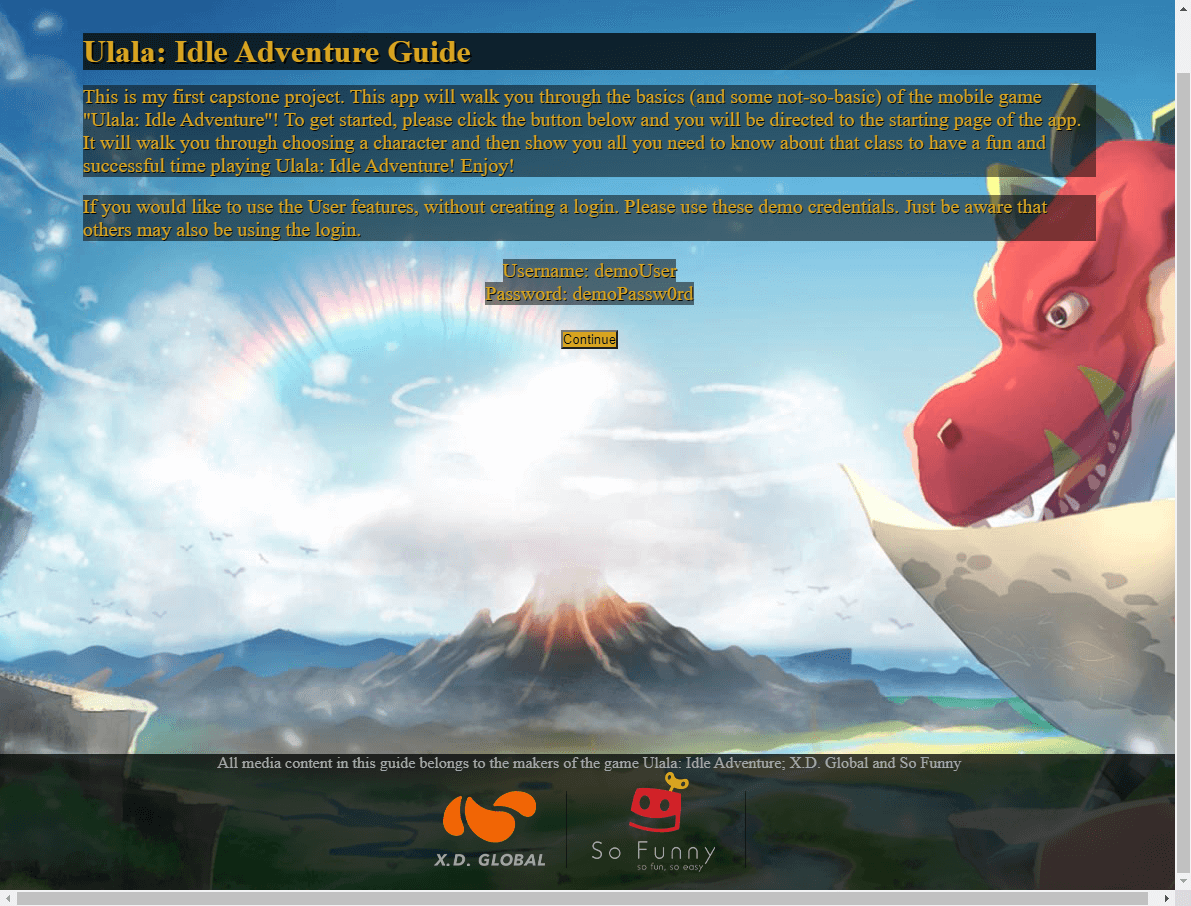 Ulala: Idle Adventure Guide
This is my first capstone project. This app will walk you through the basics (and some not-so-basic) of the mobile game
"Ulala: Idle Adventure"! To get started, please click the button below and you will be directed to the starting page of the app.
It will walk you through choosing a character and then show you all you need to know about that class to have a fun and
successful time playing Ulala: Idle Adventure! Enjoy!
If you would like to use the User features, without creating a login. Please use these demo credentials. Just be aware that
others may also be using the login.
Username: demoUser
Password: demoPassw0rd
Continue
All media content in this guide belongs to the makers of the game Ulala: Idle Adventure; X.D. Global and So Funny
X.D. GLOBAL
So Funny
so fun, so easy